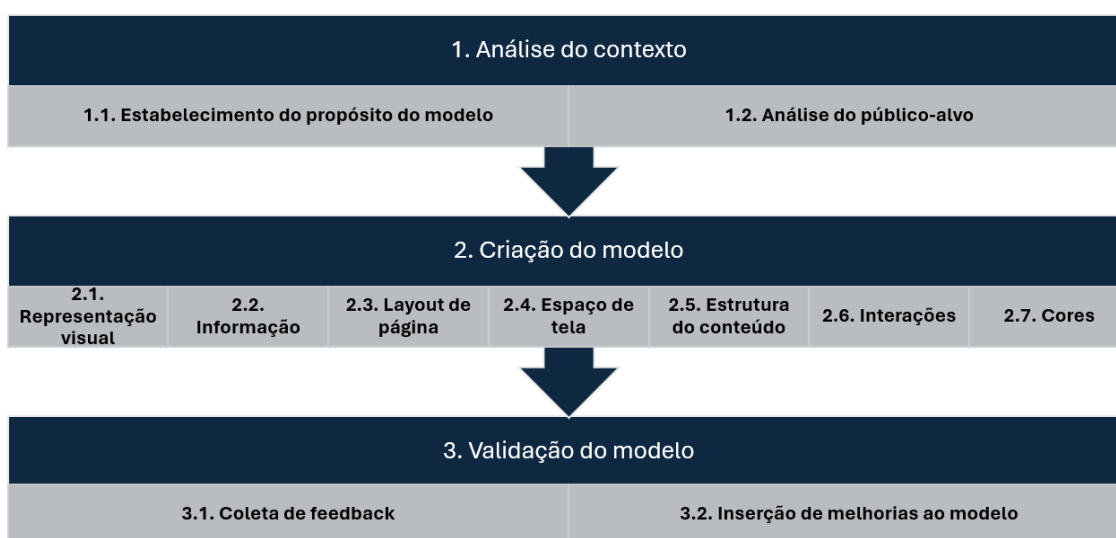 1. Análise do contexto
1.1. Estabelecimento do propósito do modelo
1.2. Análise do público-alvo
2. Criação do modelo
2.1.
Representação
visual
2.2.
Informação
2.3. Layout de
página
2.4. Espaço de
tela
2.5. Estrutura
do conteúdo
2.6. Interações
2.7. Cores
3. Validação do modelo
3.1. Coleta de feedback
3.2. Inserção de melhorias ao modelo